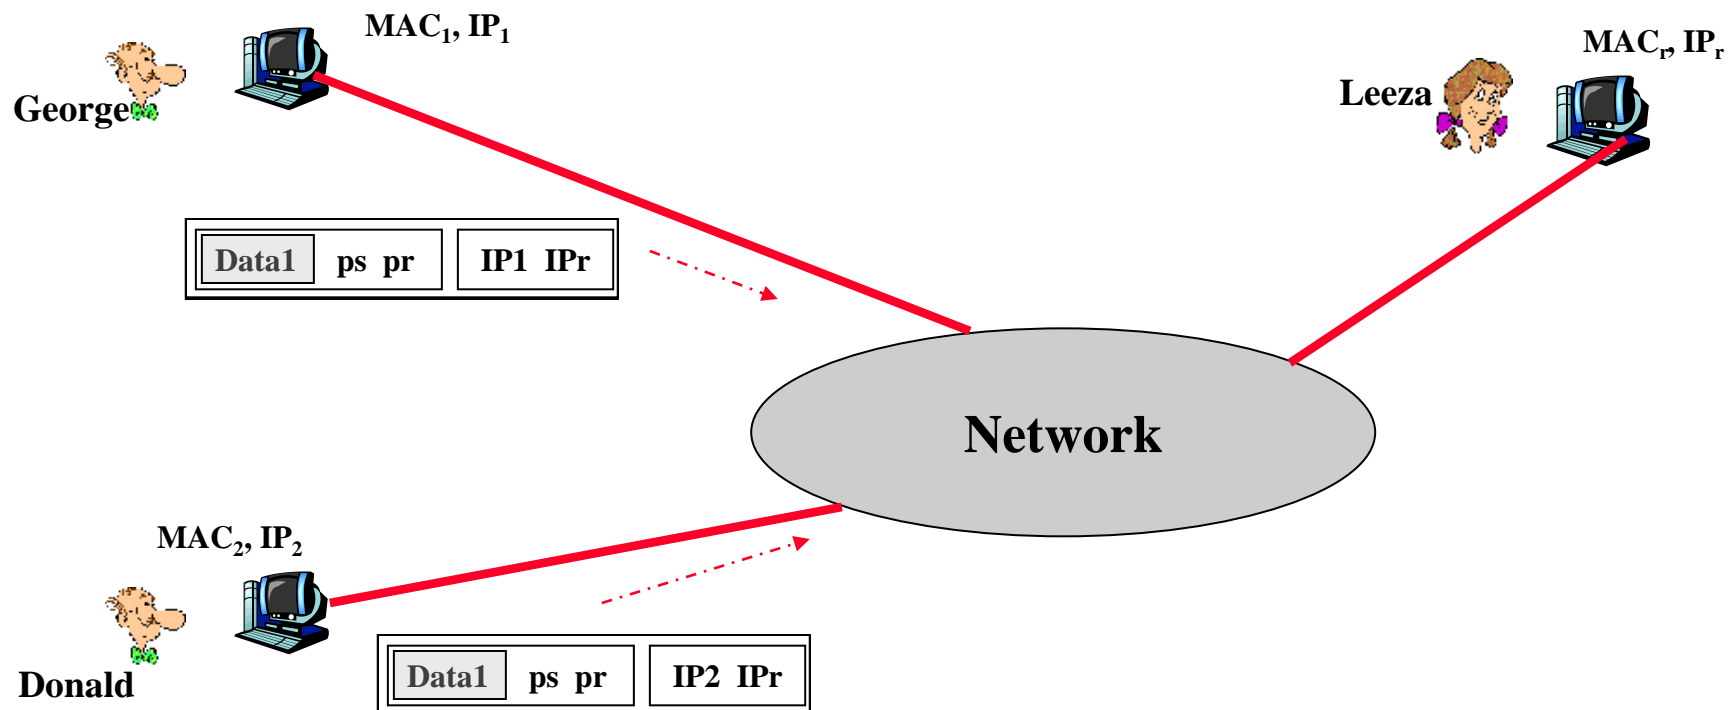 MAC1, IP1
MACr, IPr
George
Leeza
Data1 ps pr IP1 IPr
Network
MAC2, IP2
Donald
Data1 ps pr IP2 IPr